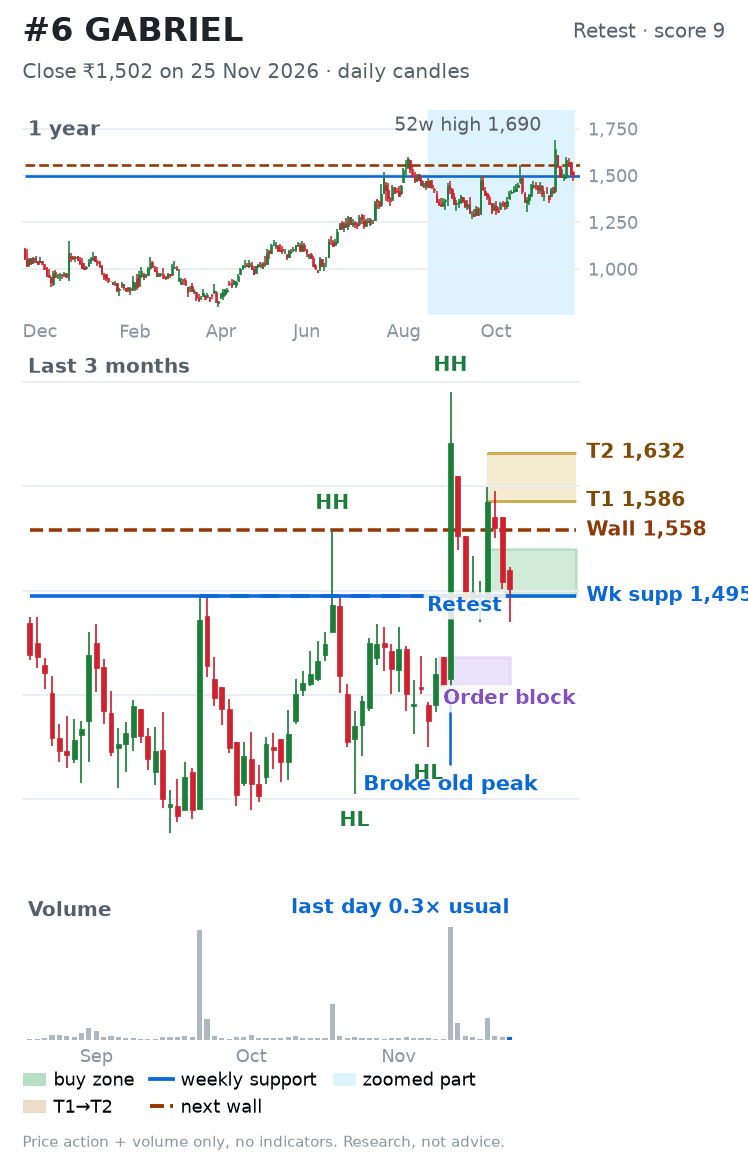 #6 GABRIEL
Retest · score 9
Close ₹1,502 on 25 Nov 2026 · daily candles
1 year
52w high 1,690
1,750
1,500
1,250
1,000
Dec Feb Apr Jun Aug Oct
Last 3 months
HH
T2 1,632
T1 1,586
HH
Wall 1,558
Wk supp 1,495
Retest
Order block
HL
Broke old peak
HL
Volume
last day 0.3× usual
Sep Oct Nov
buy zone weekly support zoomed part
T1→T2 next wall
Price action + volume only, no indicators. Research, not advice.